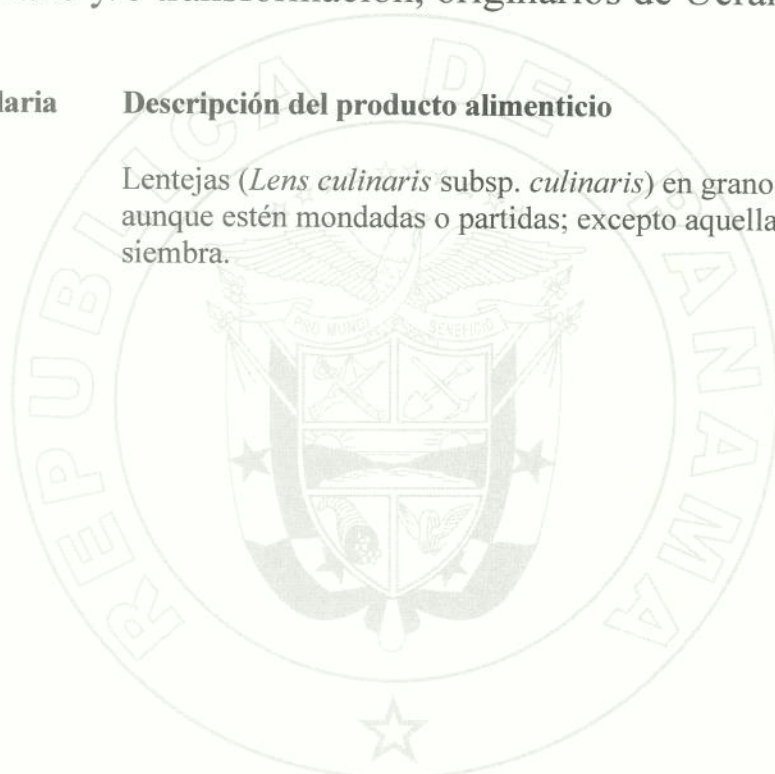 y/o transformación, originarios de
laria Descripción del producto alimenticio
Lentejas (Lens culinaris subsp. culinaris) en grano
aunque estén mondadas o partidas; excepto aquella
siembra.
REPUBLICA DE PANAMA
PRO MUNDI BENEFICIO